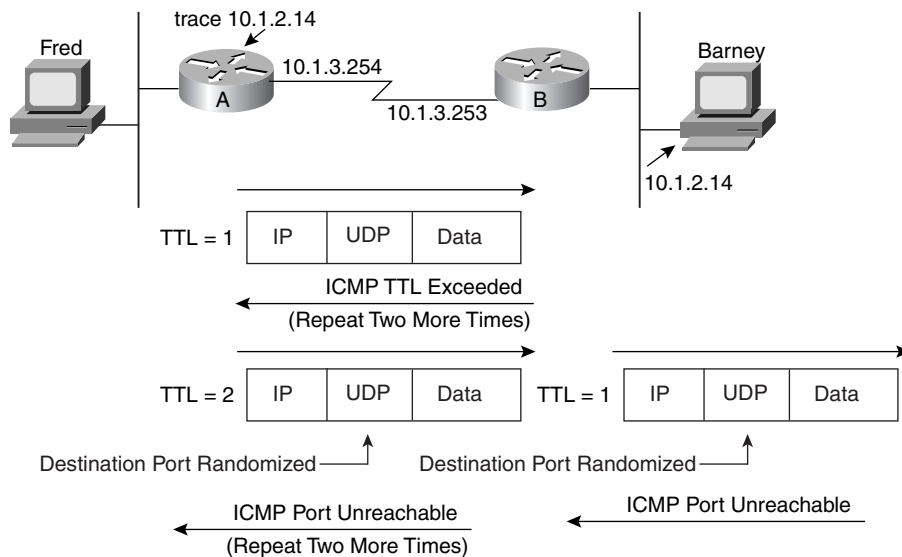 trace 10.1.2.14
Fred
Barney
10.1.3.254
A
B
10.1.3.253
10.1.2.14
TTL = 1
IP
UDP
Data
ICMP TTL Exceeded
(Repeat Two More Times)
TTL = 2
IP
UDP
Data
TTL = 1
IP
UDP
Data
Destination Port Randomized
Destination Port Randomized
ICMP Port Unreachable
(Repeat Two More Times)
ICMP Port Unreachable